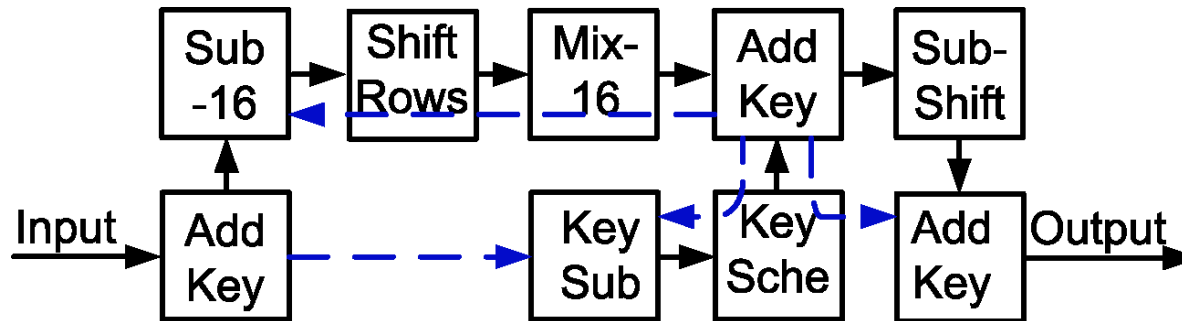 Sub
-16
Shift
Rows
Mix-
16
Add
Key
Sub-
Shift
Input
Add
Key
Key
Sub
Key
Sche
Add
Key
Output